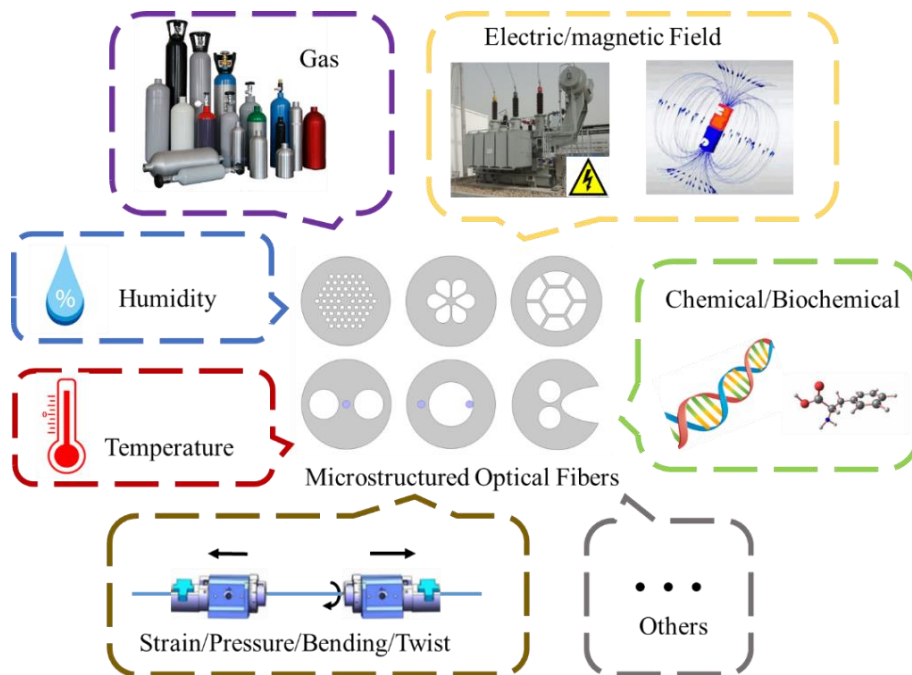 Gas
Electric/magnetic Field
%
Humidity
Chemical/Biochemical
Temperature
Microstructured Optical Fibers
Strain/Pressure/Bending/Twist
Others